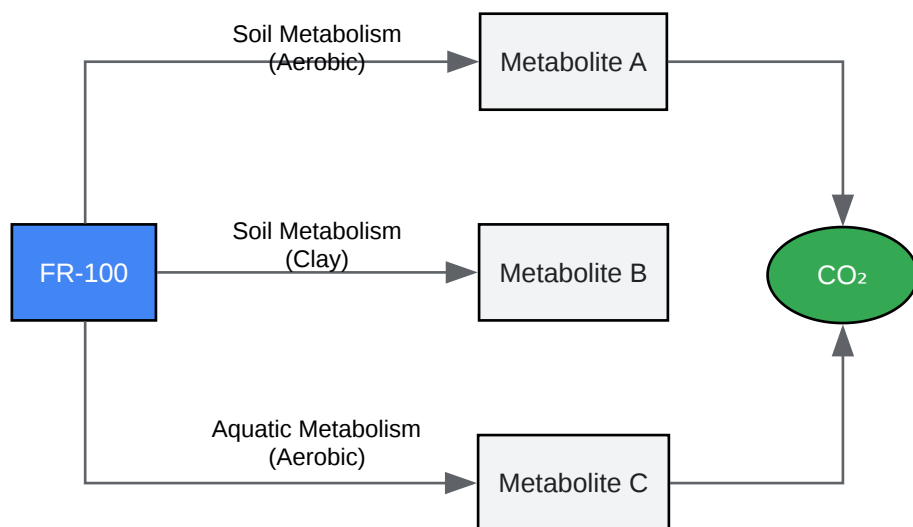 Soil Metabolism
(Aerobic)
Metabolite A
FR-100
Soil Metabolism
(Clay)
Metabolite B
CO₂
Aquatic Metabolism
(Aerobic)
Metabolite C